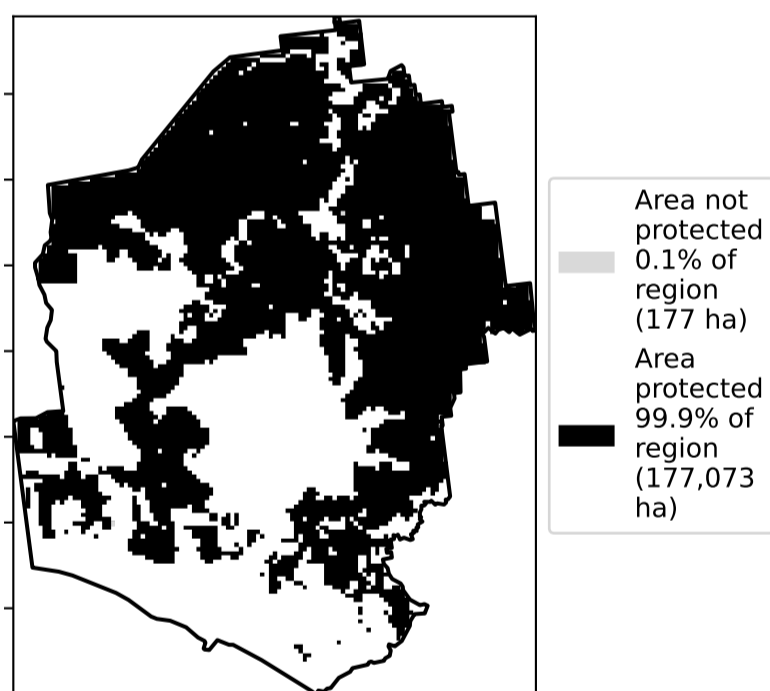 Area not
protected
0.1% of
region
(177 ha)
Area
protected
99.9% of
region
(177,073
ha)